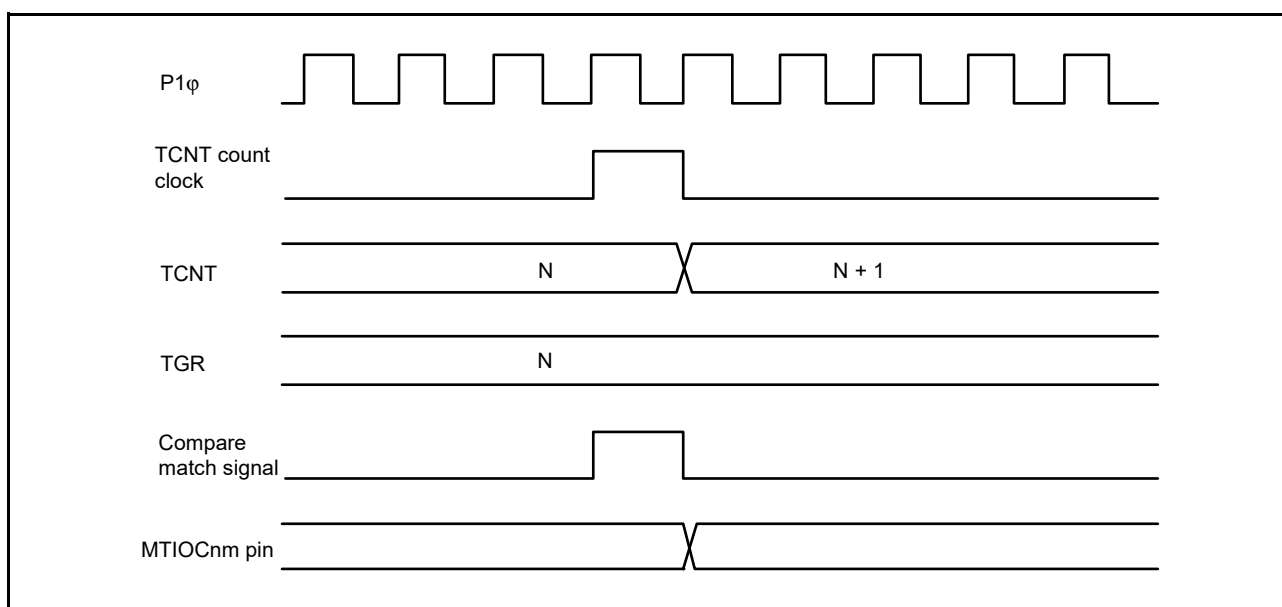 P1φ
TCNT count
clock
TCNT
N
N + 1
TGR
N
Compare
match signal
MTIOCnm pin